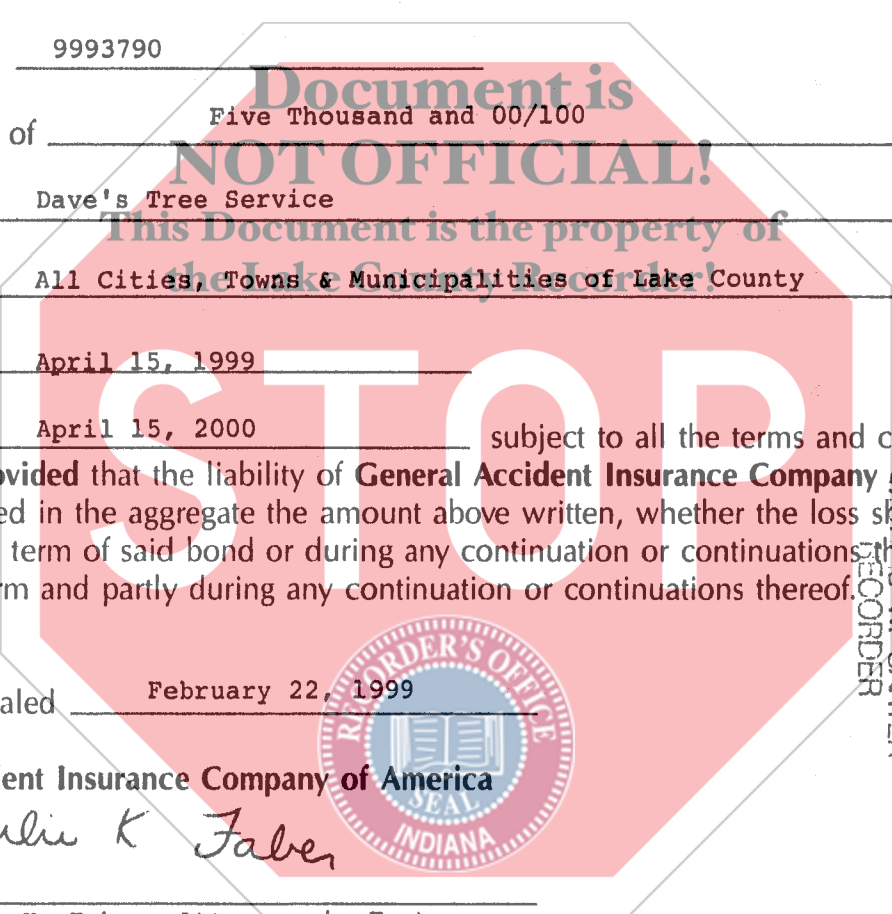 9993790
Document is
of Five Thousand and 00/100
NOT OFFICIAL!
Dave's Tree Service
This Document is the property of
All Cities, Towns & Municipalities of Lake County
the Lake County Recorder!
April 15, 1999
STOP
April 15, 2000 subject to all the terms and c
ovided that the liability of General Accident Insurance Company
ed in the aggregate the amount above written, whether the loss sh
term of said bond or during any continuation or continuations th
rm and partly during any continuation or continuations thereof.
RECORDER
RECORDER'S OFFICE
aled February 22, 1999
ent Insurance Company of America
SEAL
INDIANA
K Faber